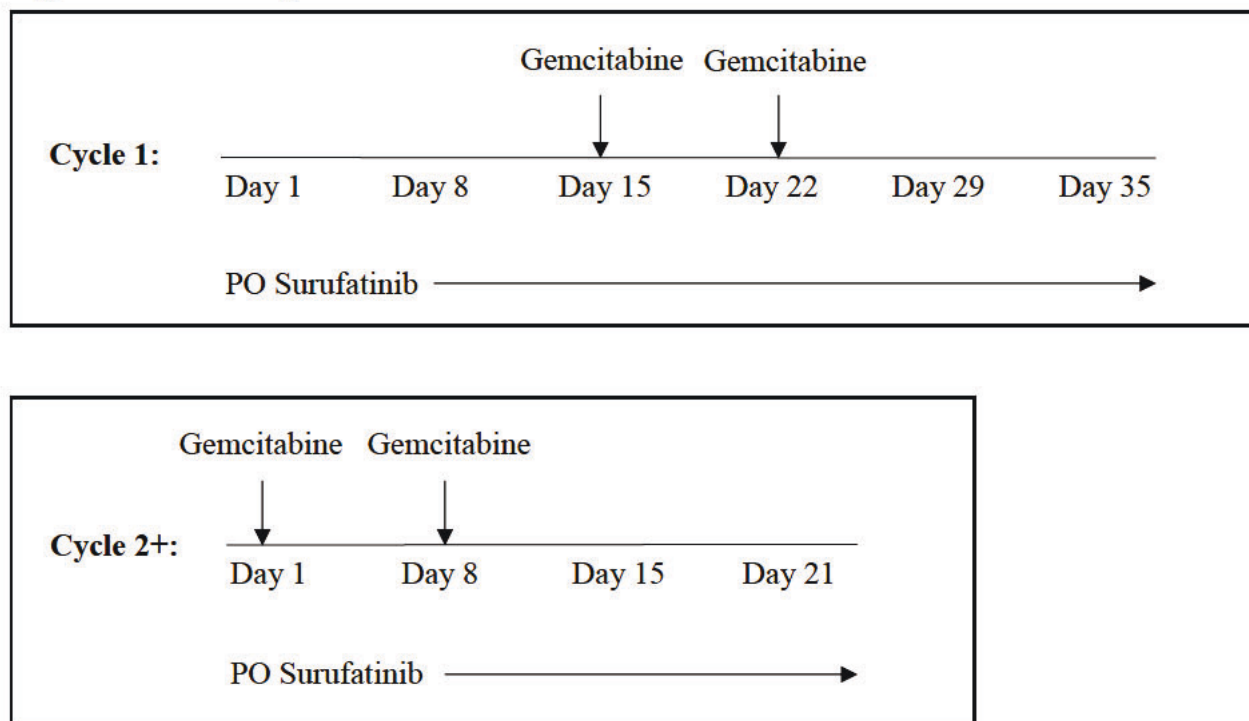 Gemcitabine Gemcitabine
Cycle 1:
Day 1 Day 8 Day 15 Day 22 Day 29 Day 35
PO Surufatinib
Gemcitabine Gemcitabine
Cycle 2+:
Day 1 Day 8 Day 15 Day 21
PO Surufatinib